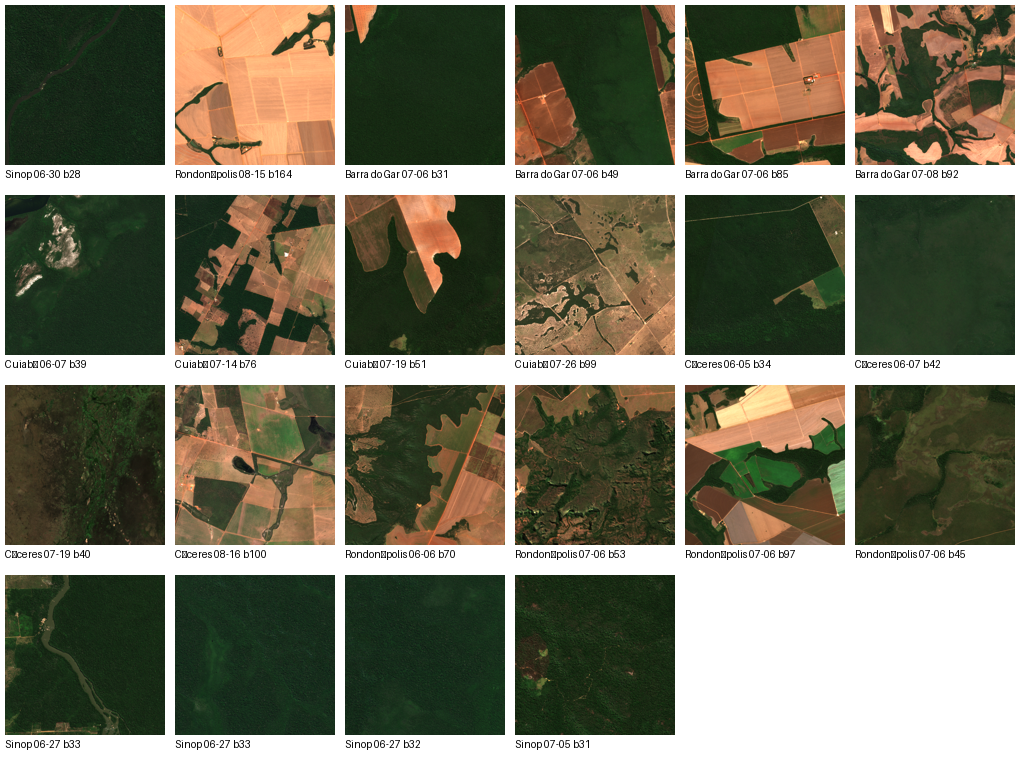 Sinop 06-30 b28
Rondon▯polis 08-15 b164
Barra do Gar 07-06 b31
Barra do Gar 07-06 b49
Barra do Gar 07-06 b85
Barra do Gar 07-08 b92
Cuiab▯ 06-07 b39
Cuiab▯ 07-14 b76
Cuiab▯ 07-19 b51
Cuiab▯ 07-26 b99
C▯ceres 06-05 b34
C▯ceres 06-07 b42
C▯ceres 07-19 b40
C▯ceres 08-16 b100
Rondon▯polis 06-06 b70
Rondon▯polis 07-06 b53
Rondon▯polis 07-06 b97
Rondon▯polis 07-06 b45
Sinop 06-27 b33
Sinop 06-27 b33
Sinop 06-27 b32
Sinop 07-05 b31